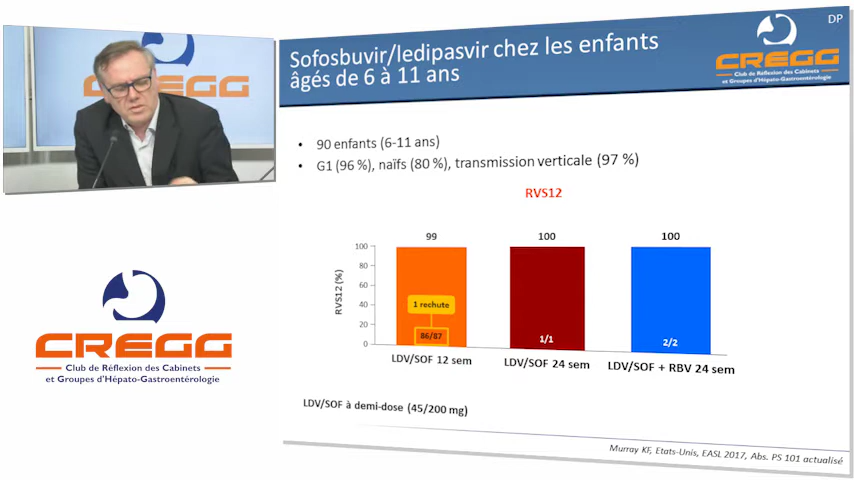 CREGG
DP
Sofosbuvir/ledipasvir chez les enfants
âgés de 6 à 11 ans
CREGG
Club de Réflexion des Cabinets
et Groupes d'Hépato-Gastroentérologie
• 90 enfants (6-11 ans)
• G1 (96 %), naïfs (80 %), transmission verticale (97 %)
RVS12
99
100
100
RVS12 (%)
100
80
60
40
20
0
1 rechute
86/87
1/1
2/2
LDV/SOF 12 sem
LDV/SOF 24 sem
LDV/SOF + RBV 24 sem
LDV/SOF à demi-dose (45/200 mg)
Murray KF, Etats-Unis, EASL 2017, Abs. PS 101 actualisé
CREGG
Club de Réflexion des Cabinets
et Groupes d'Hépato-Gastroentérologie